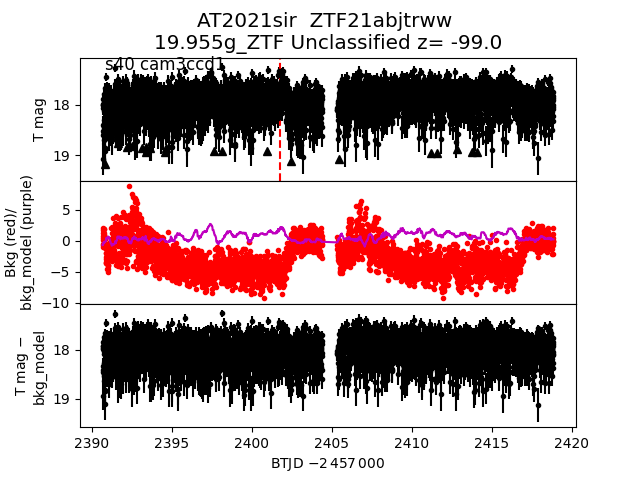 AT2021sir  ZTF21abjtrww
19.955g_ZTF Unclassified z= -99.0
s40 cam3ccd1
T mag
18
19
Bkg (red)/
bkg_model (purple)
5
0
−5
−10
T mag −
bkg_model
18
19
2390
2395
2400
2405
2410
2415
2420
BTJD −2 457 000